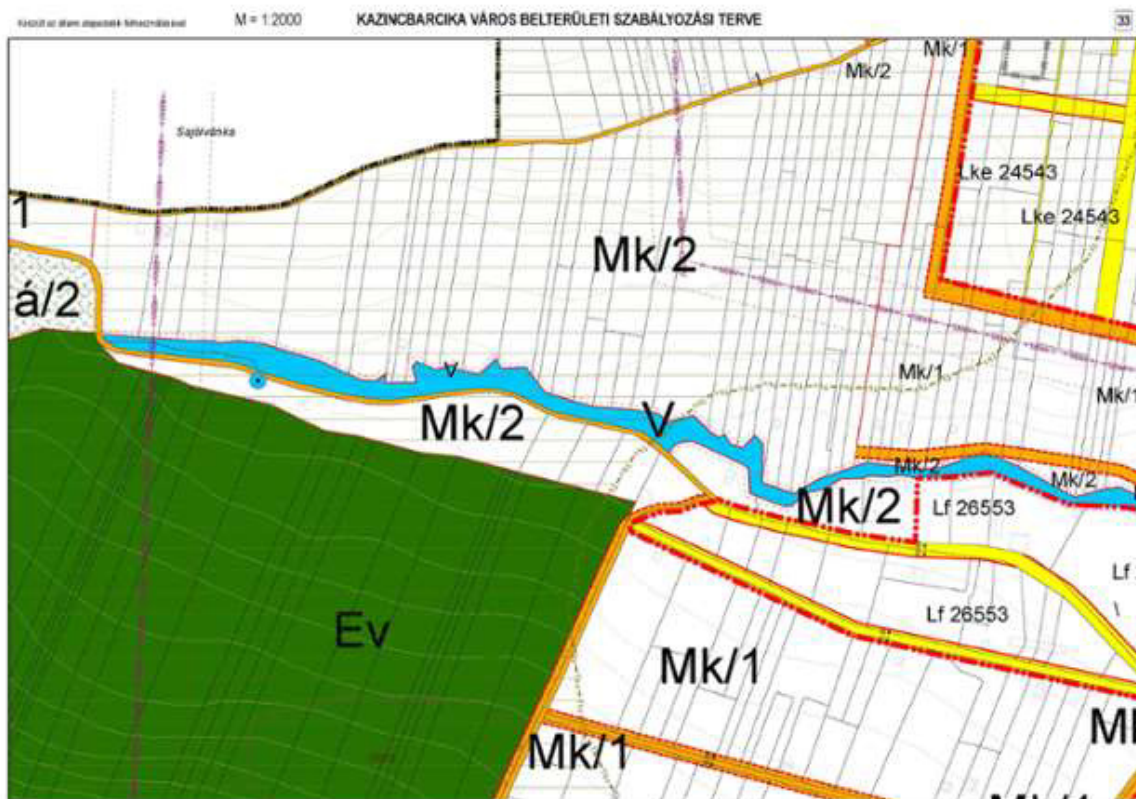 M = 1:2000
KAZINCBARCIKA VÁROS BELTERÜLETI SZABÁLYOZÁSI TERVE
33
Mk/1
Mk/2
Sajóivánka
Lke 24543
1
Lke 24543
Mk/2
á/2
V
Mk/1
Mk/1
Mk/2
V
Mk/2
Mk/2
Mk/2
Lf 26553
Lf
Lf 26553
Ev
Mk/1
Mk/1